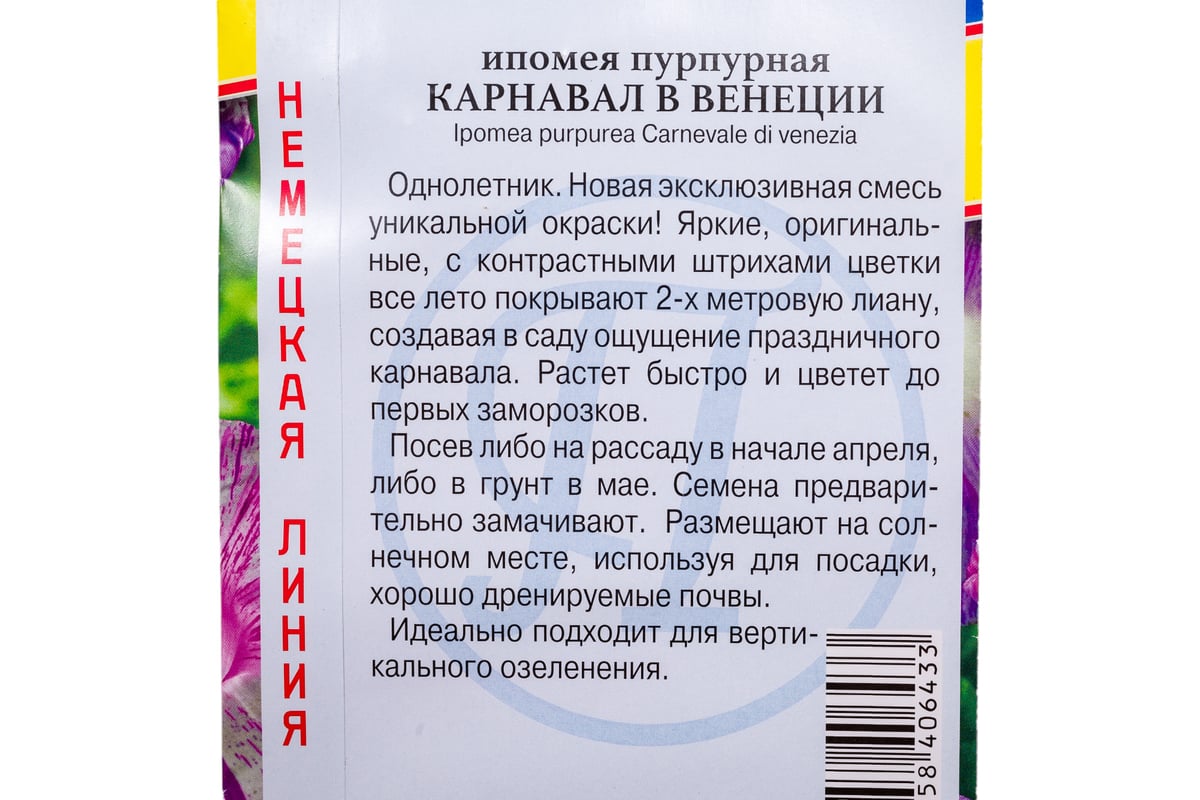 ипомея пурпурная
КАРНАВАЛ В ВЕНЕЦИИ
Ipomea purpurea Carnevale di venezia
Однолетник. Новая эксклюзивная смесь
уникальной окраски! Яркие, оригиналь-
ные, с контрастными штрихами цветки
все лето покрывают 2-х метровую лиану,
создавая в саду ощущение праздничного
карнавала. Растет быстро и цветет до
первых заморозков.
Посев либо на рассаду в начале апреля,
либо в грунт в мае. Семена предвари-
тельно замачивают. Размещают на сол-
нечном месте, используя для посадки,
хорошо дренируемые почвы.
Идеально подходит для верти-
кального озеленения.
НЕМЕЦКАЯ ЛИНИЯ
58 406433